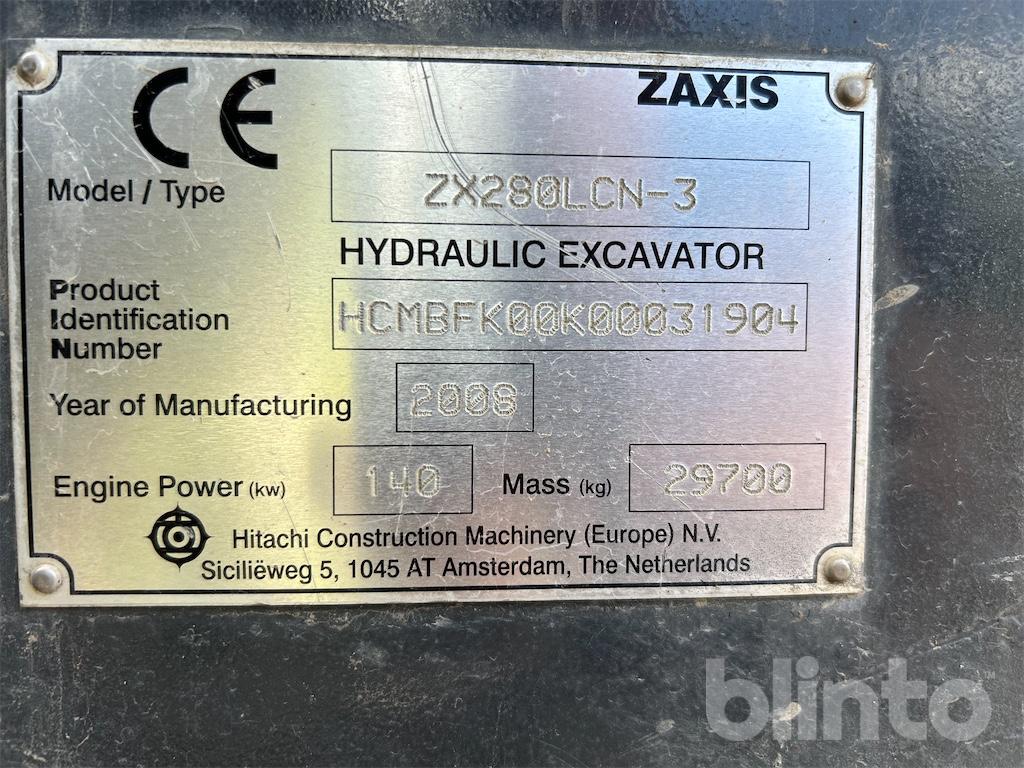 CE
ZAXIS
Model / Type ZX280LCN-3
HYDRAULIC EXCAVATOR
Product
Identification HCMBFK00K00031904
Number
Year of Manufacturing 2008
Engine Power (kw) 140 Mass (kg) 29700
Hitachi Construction Machinery (Europe) N.V.
Siciliëweg 5, 1045 AT Amsterdam, The Netherlands
blinto